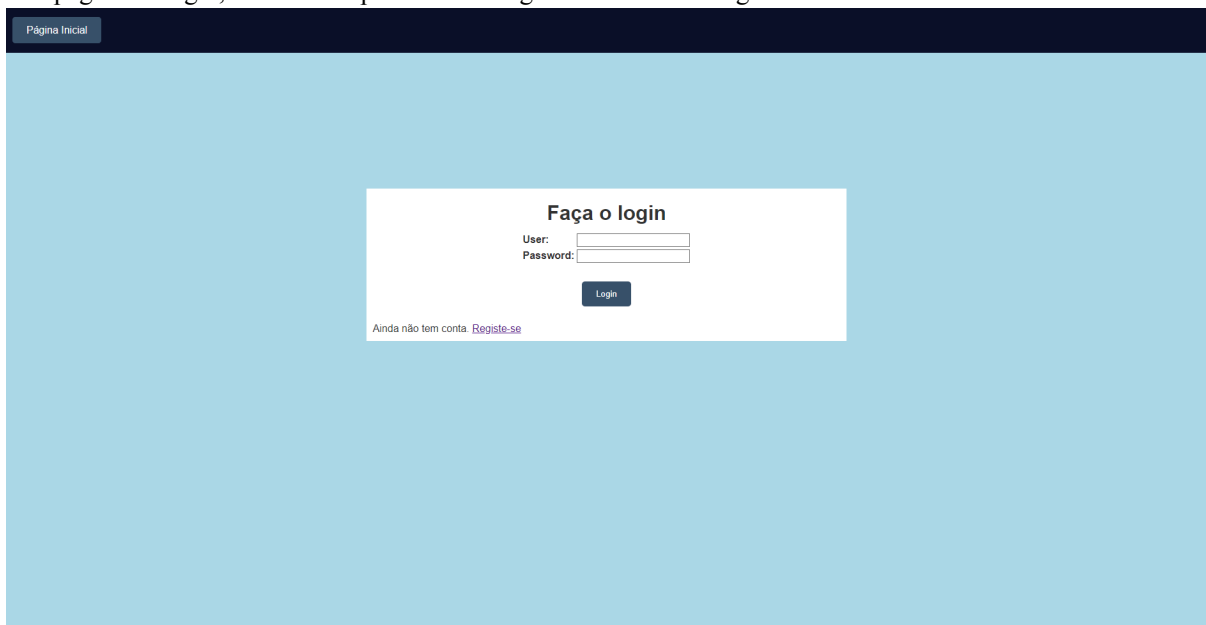 Página Inicial
Faça o login
User:
Password:
Login
Ainda não tem conta. Registe-se